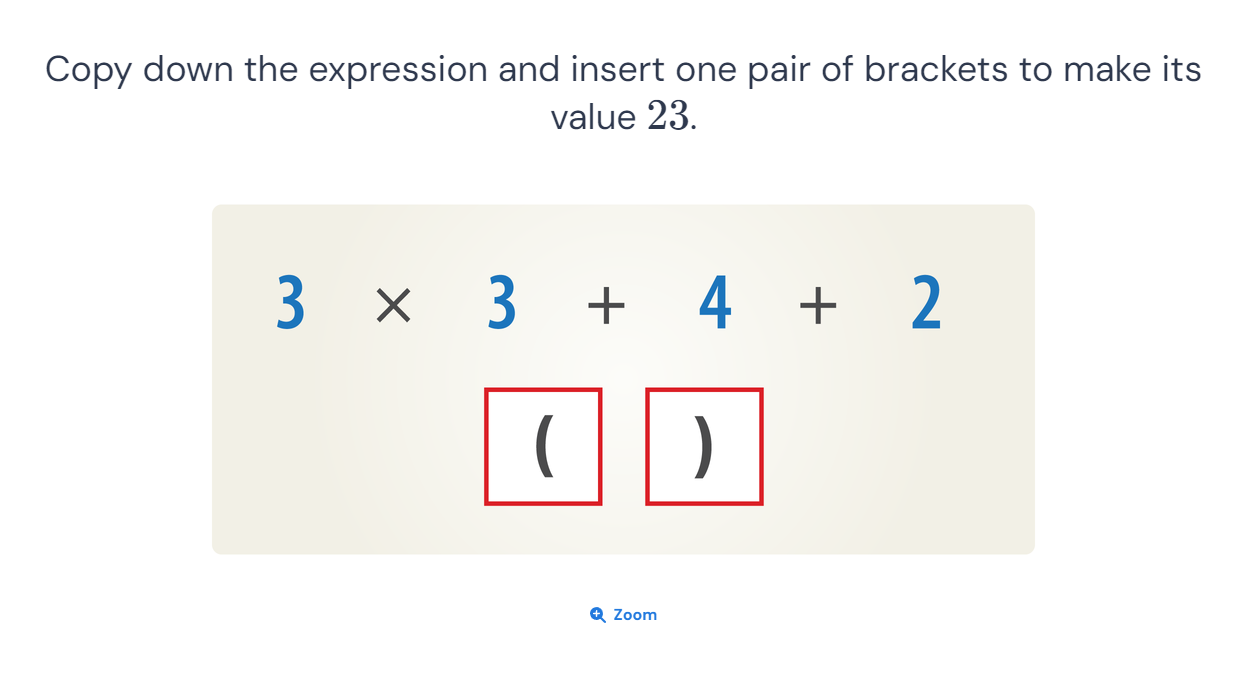 Copy down the expression and insert one pair of brackets to make its
value 23.
3 × 3 + 4 + 2
( )
Zoom